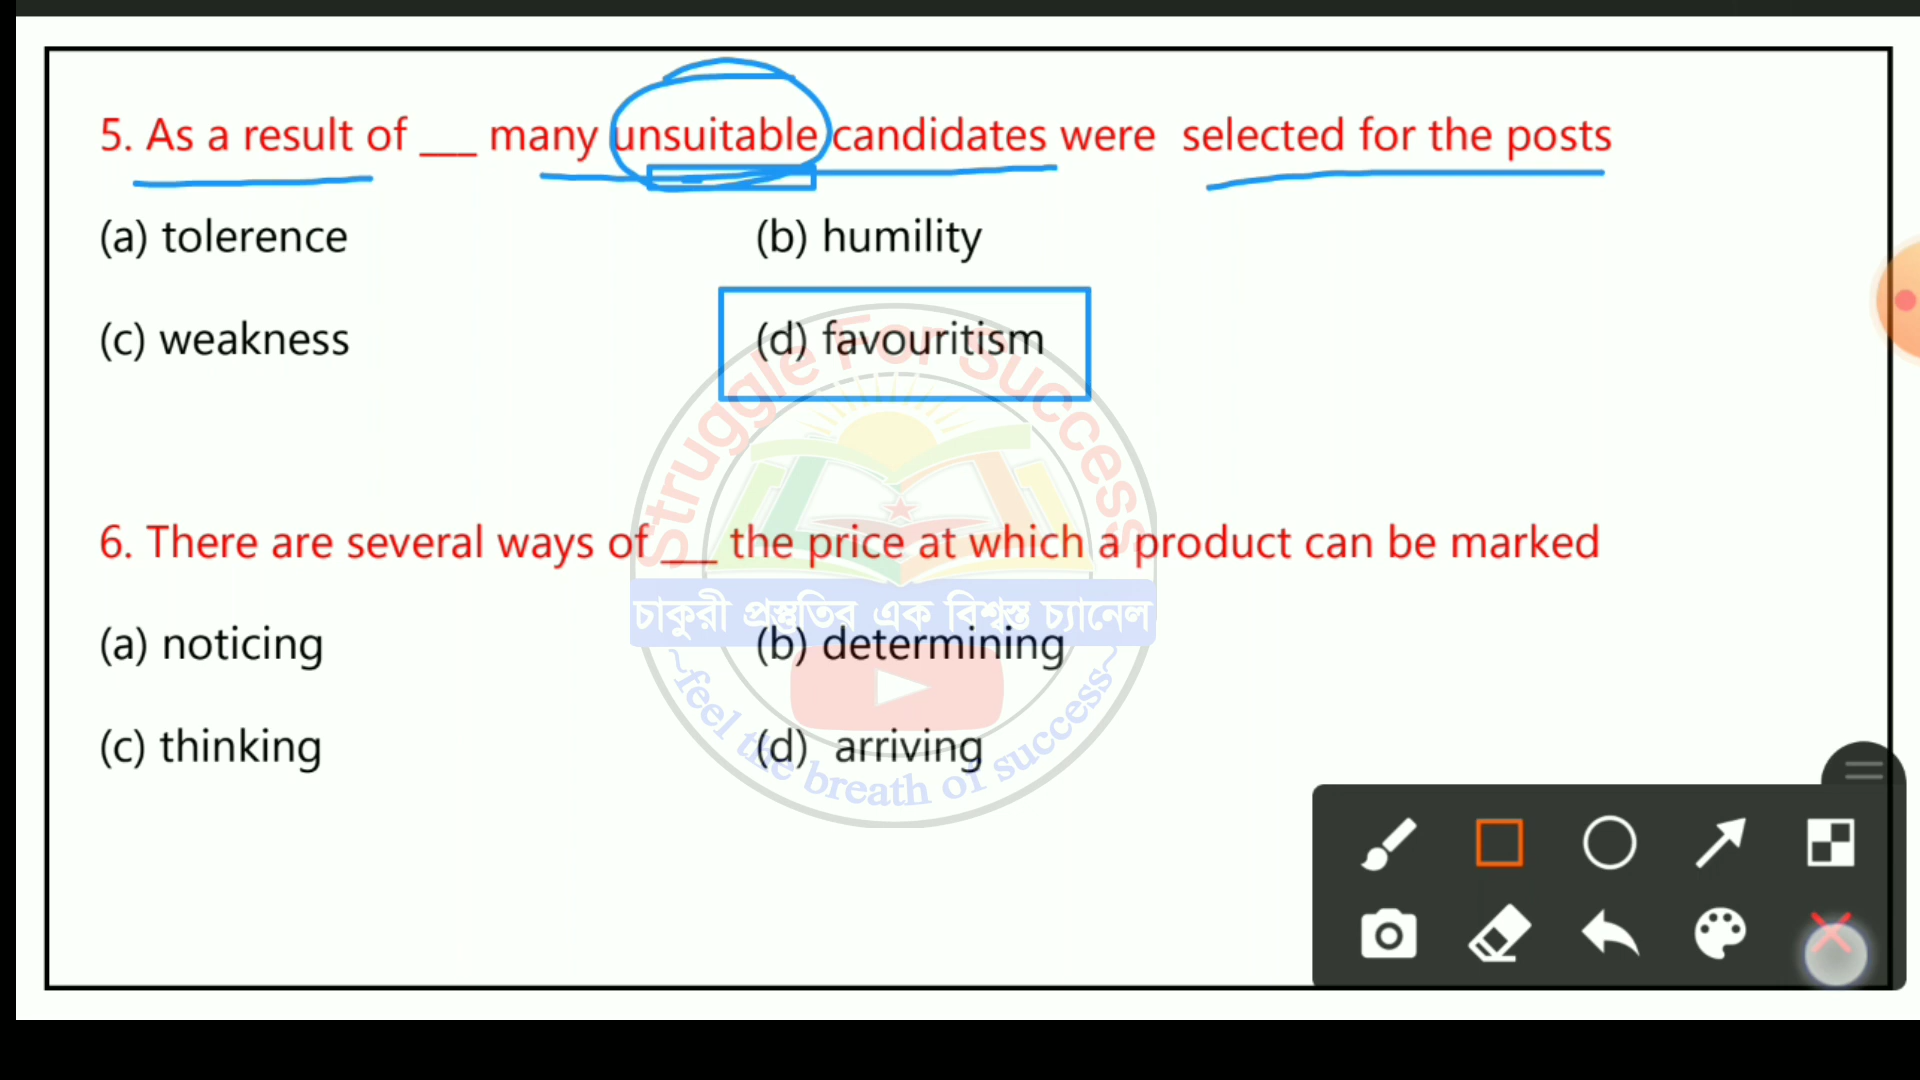 5. As a result of ___ many unsuitable candidates were selected for the posts
(a) tolerence (b) humility
(c) weakness (d) favouritism
Struggle For Success
6. There are several ways of ___ the price at which a product can be marked
চাকুরী প্রস্তুতির এক বিশ্বস্ত চ্যানেল
(a) noticing (b) determining
(c) thinking (d) arriving
~feel the breath of success~